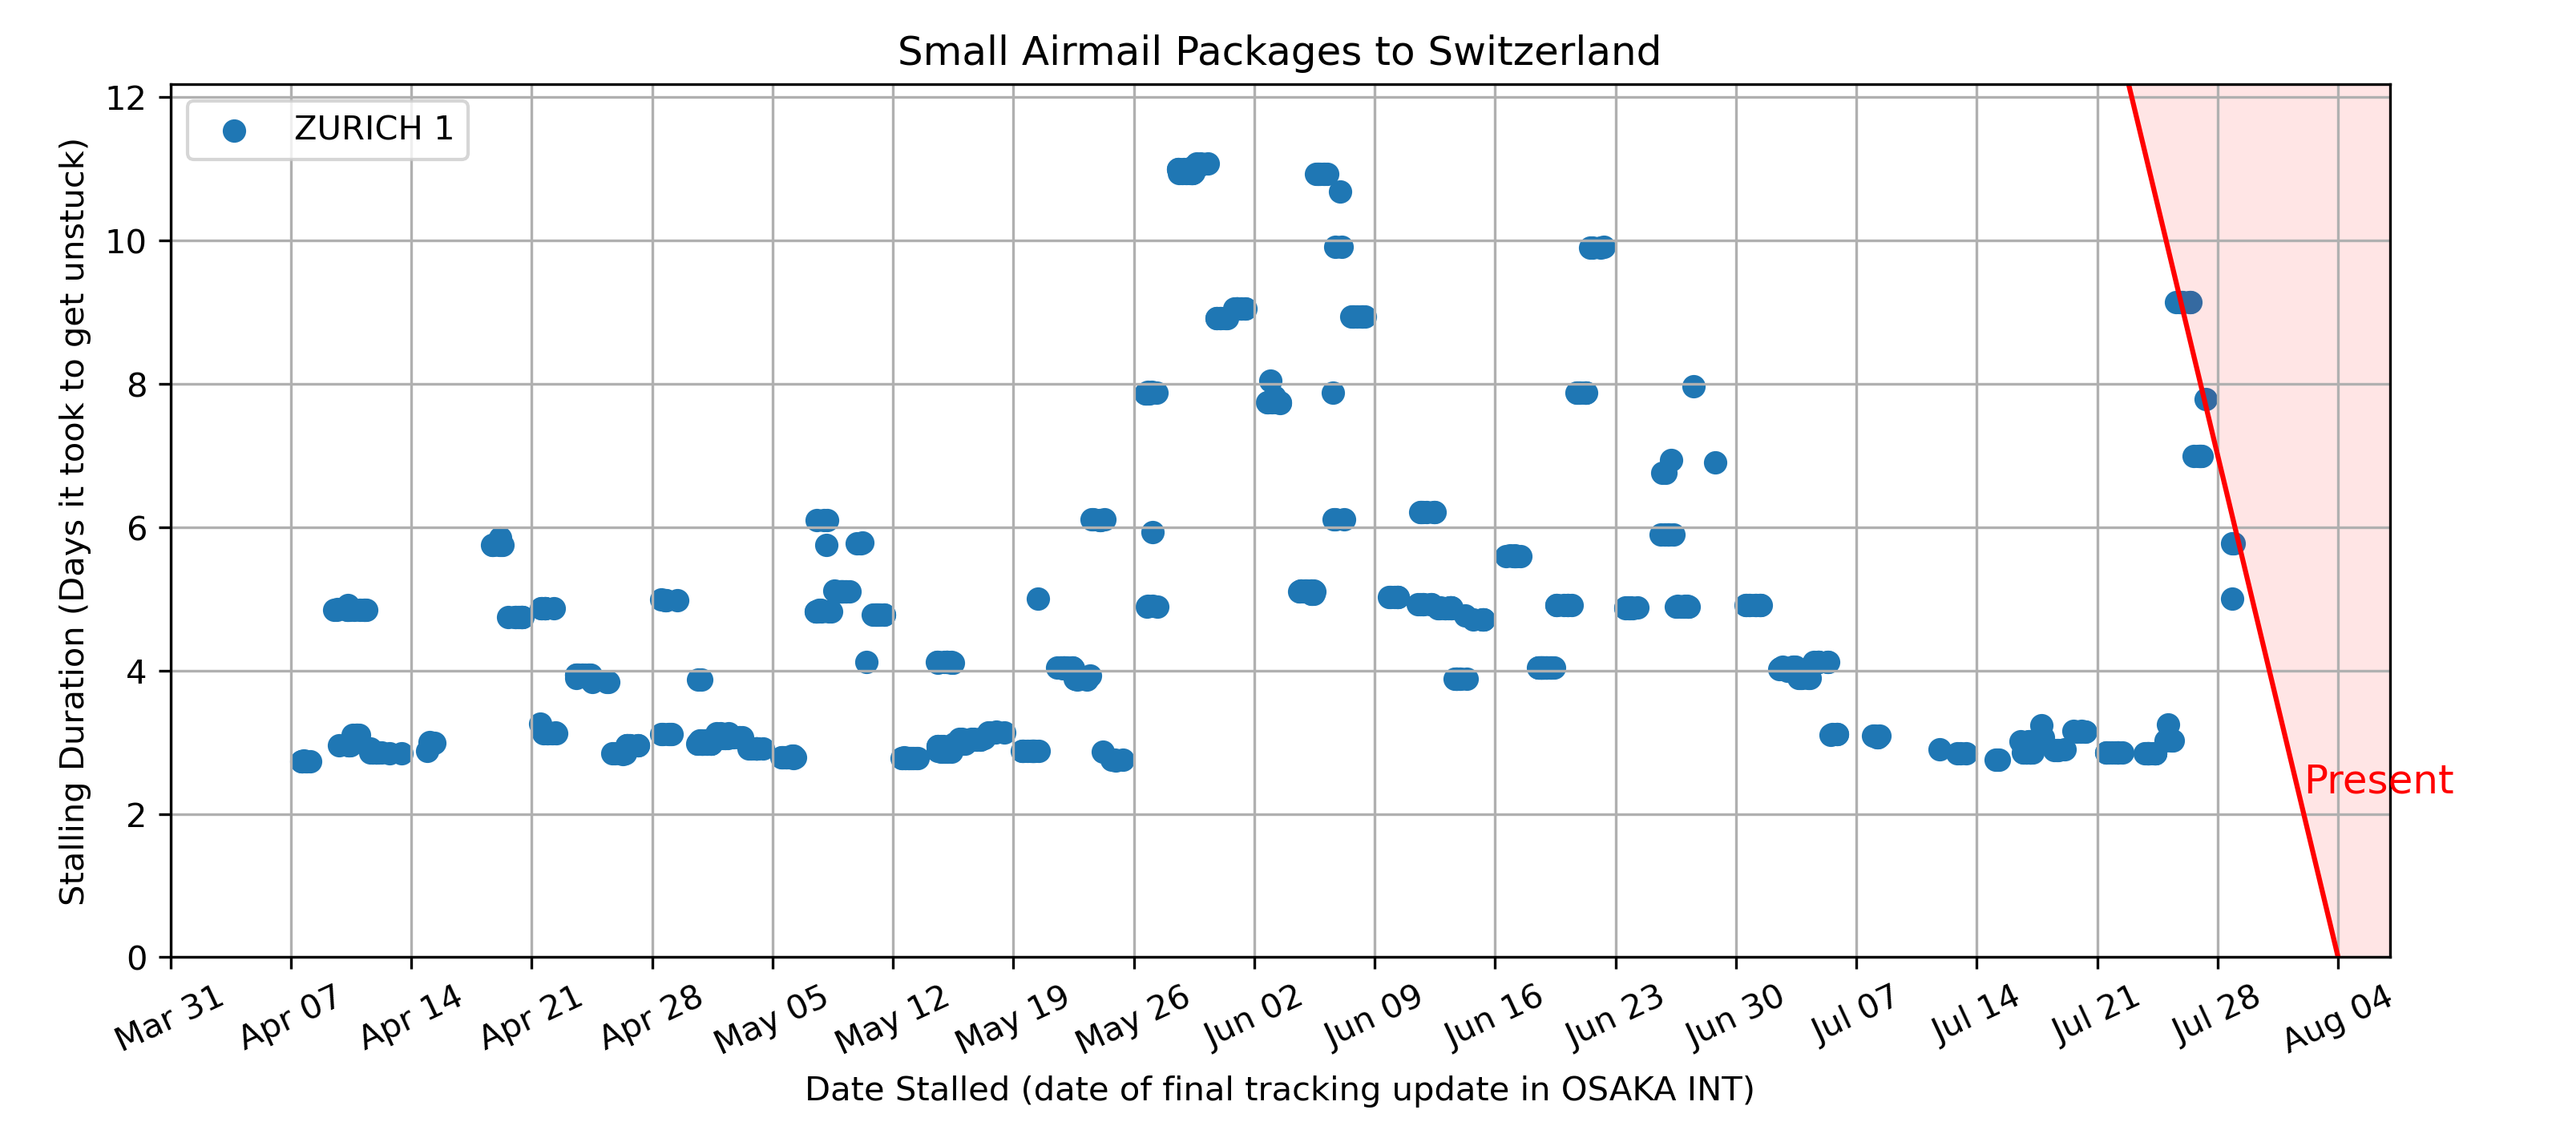 Small Airmail Packages to Switzerland
ZURICH 1
Stalling Duration (Days it took to get unstuck)
12
10
8
6
4
2
0
Present
Mar 31
Apr 07
Apr 14
Apr 21
Apr 28
May 05
May 12
May 19
May 26
Jun 02
Jun 09
Jun 16
Jun 23
Jun 30
Jul 07
Jul 14
Jul 21
Jul 28
Aug 04
Date Stalled (date of final tracking update in OSAKA INT)